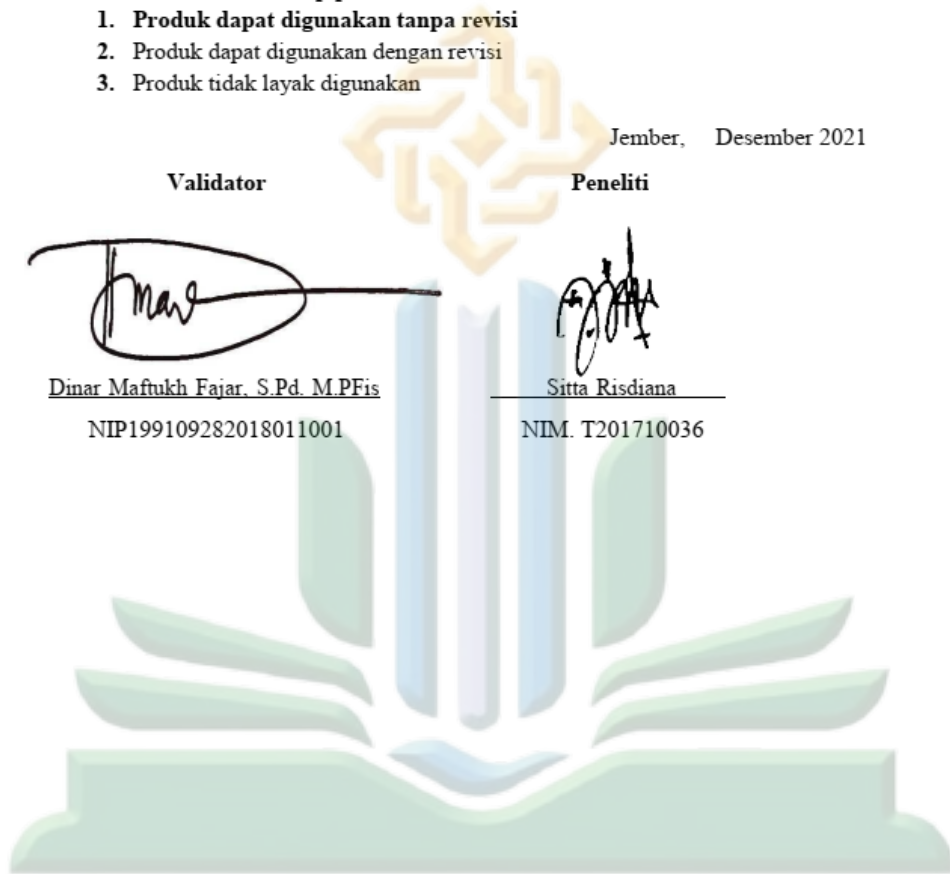 1. Produk dapat digunakan tanpa revisi
2. Produk dapat digunakan dengan revisi
3. Produk tidak layak digunakan
Jember, Desember 2021
Validator Peneliti
Dinar Maftukh Fajar, S.Pd. M.PFis Sitta Risdiana
NIP199109282018011001 NIM. T201710036